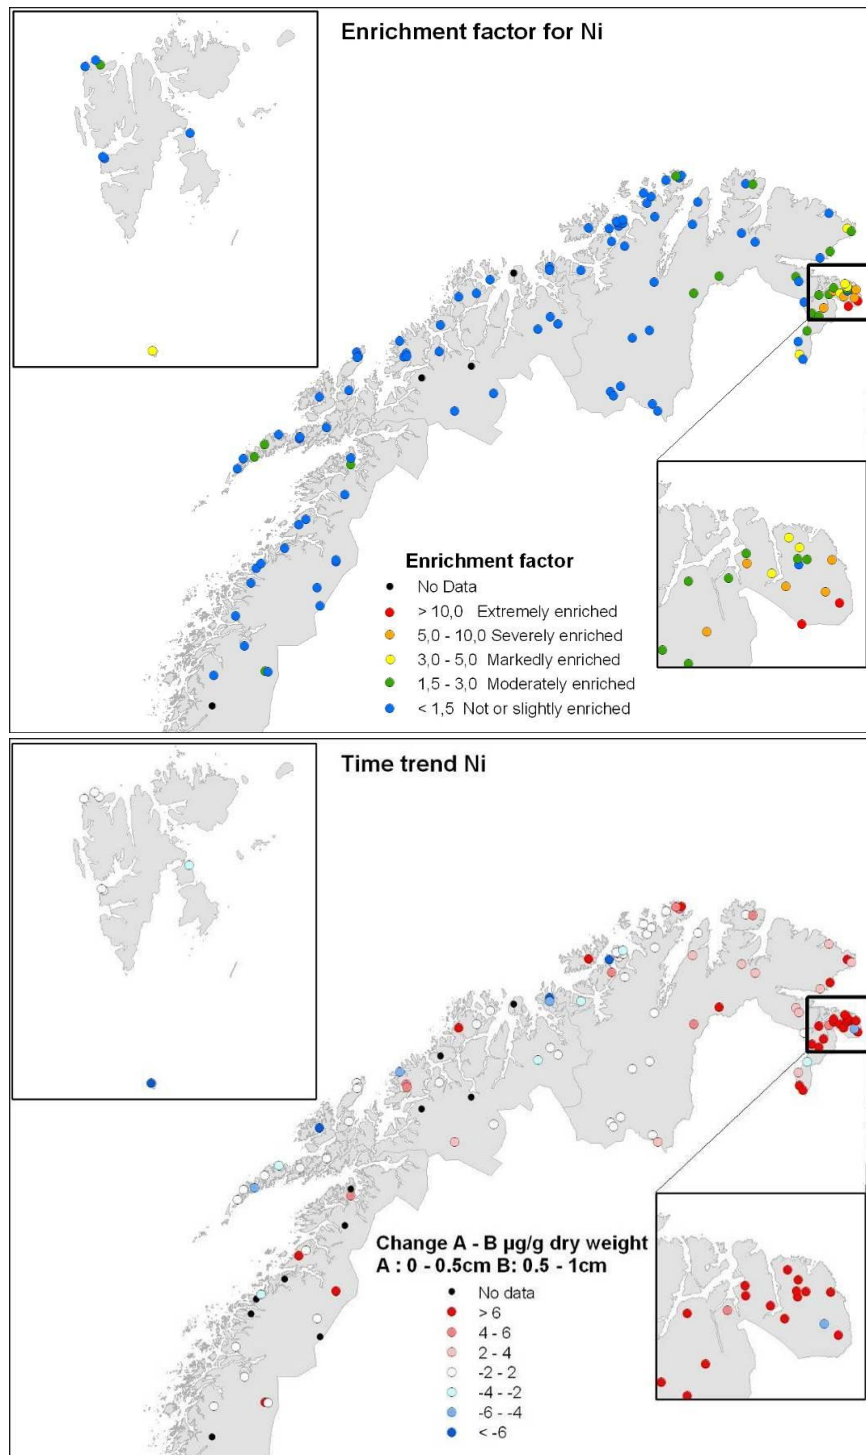 Enrichment factor for Ni
Enrichment factor
No Data
> 10,0 Extremely enriched
5,0 - 10,0 Severely enriched
3,0 - 5,0 Markedly enriched
1,5 - 3,0 Moderately enriched
< 1,5 Not or slightly enriched
Time trend Ni
Change A - B µg/g dry weight
A : 0 - 0.5cm B: 0.5 - 1cm
No data
> 6
4 - 6
2 - 4
-2 - 2
-4 - -2
-6 - -4
< -6